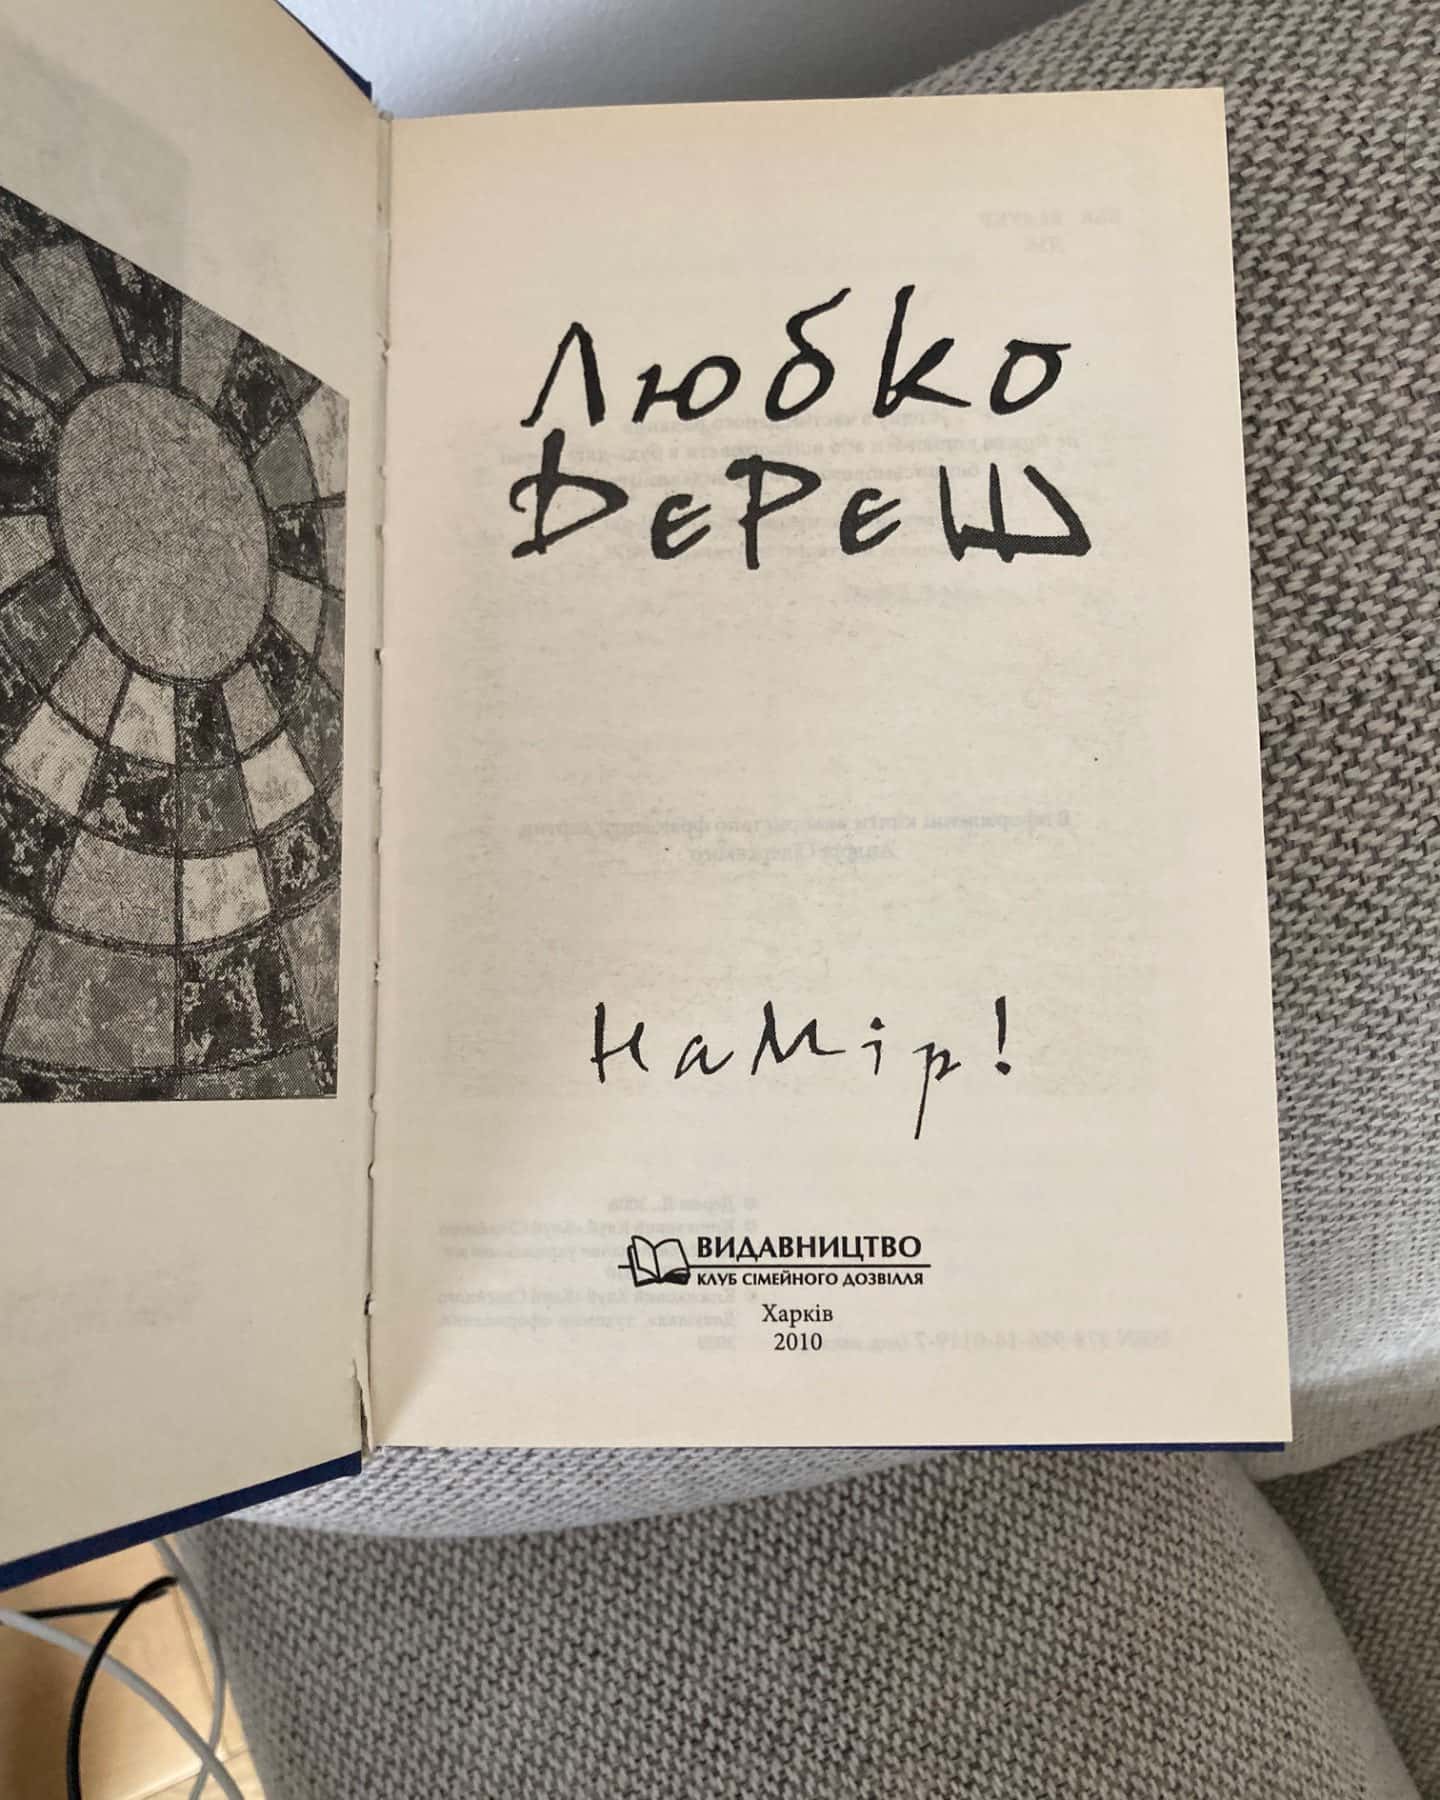 Любко
Дереш
Намір!
ВИДАВНИЦТВО
КЛУБ СІМЕЙНОГО ДОЗВІЛЛЯ
Харків
2010